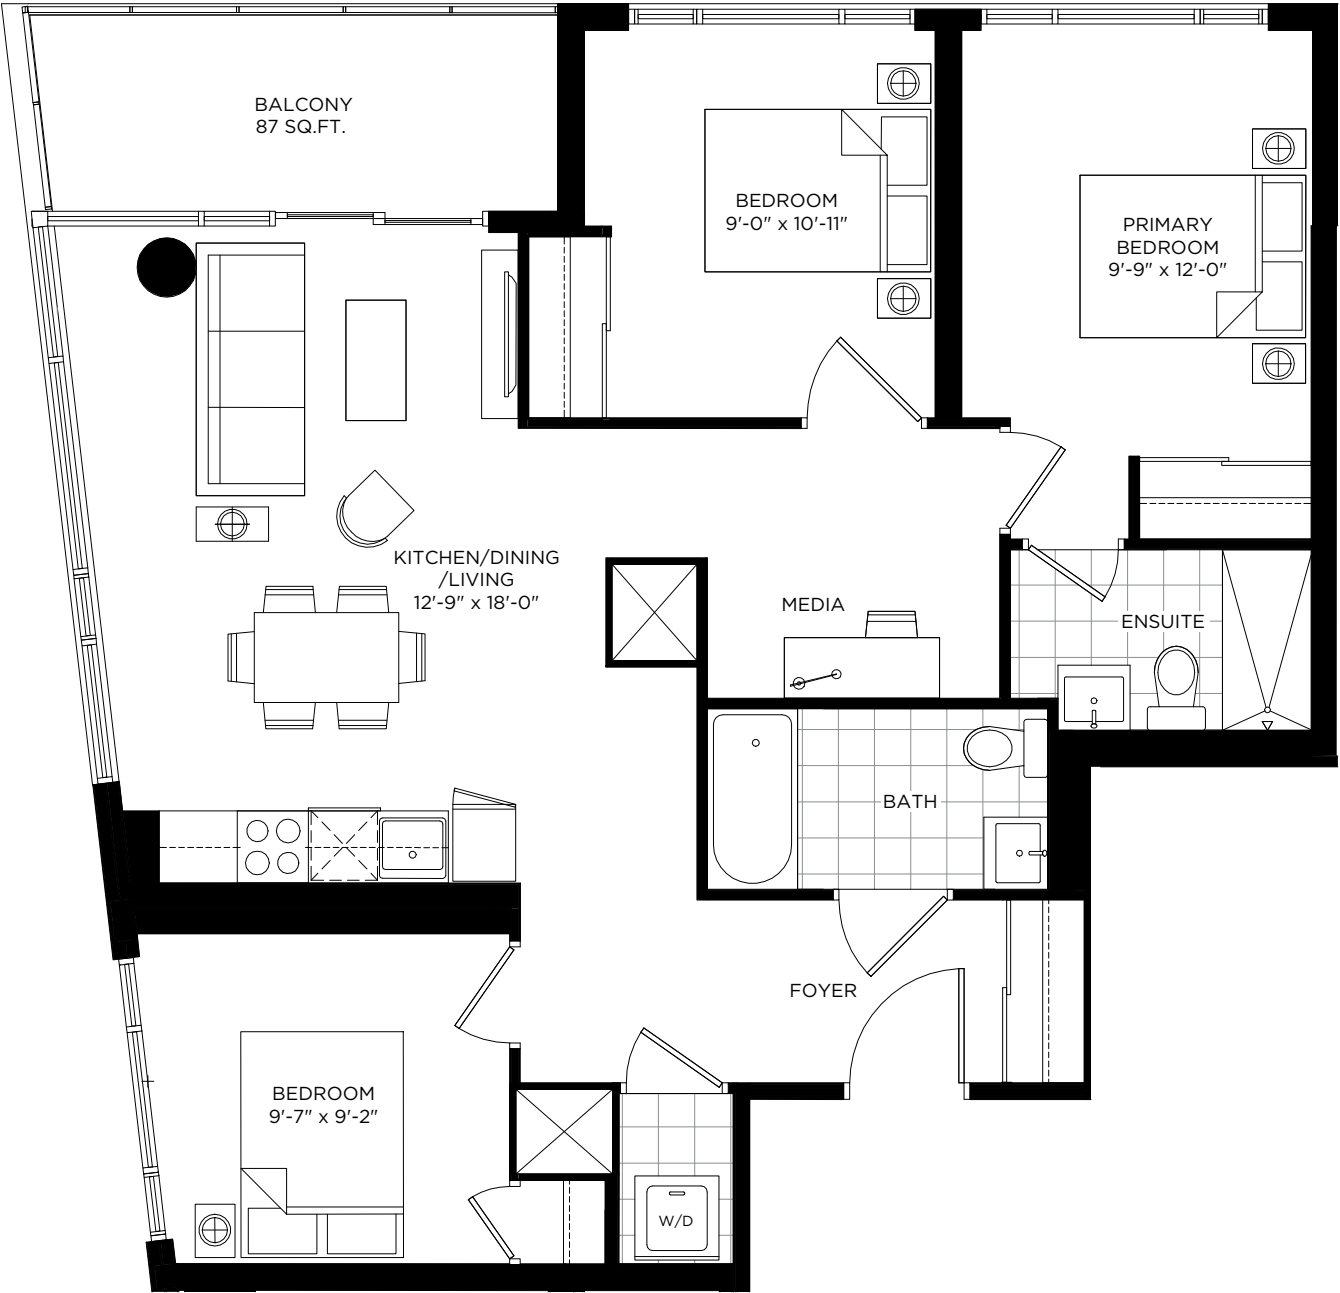 BALCONY
87 SQ.FT.
BEDROOM
9'-0" x 10'-11"
PRIMARY
BEDROOM
9'-9" x 12'-0"
KITCHEN/DINING
/LIVING
12'-9" x 18'-0"
MEDIA
ENSUITE
BATH
FOYER
BEDROOM
9'-7" x 9'-2"
W/D